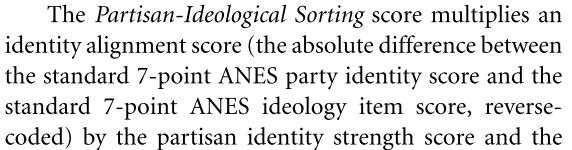 The Partisan-Ideological Sorting score multiplies an
identity alignment score (the absolute difference between
the standard 7-point ANES party identity score and the
standard 7-point ANES ideology item score, reverse-
coded) by the partisan identity strength score and the